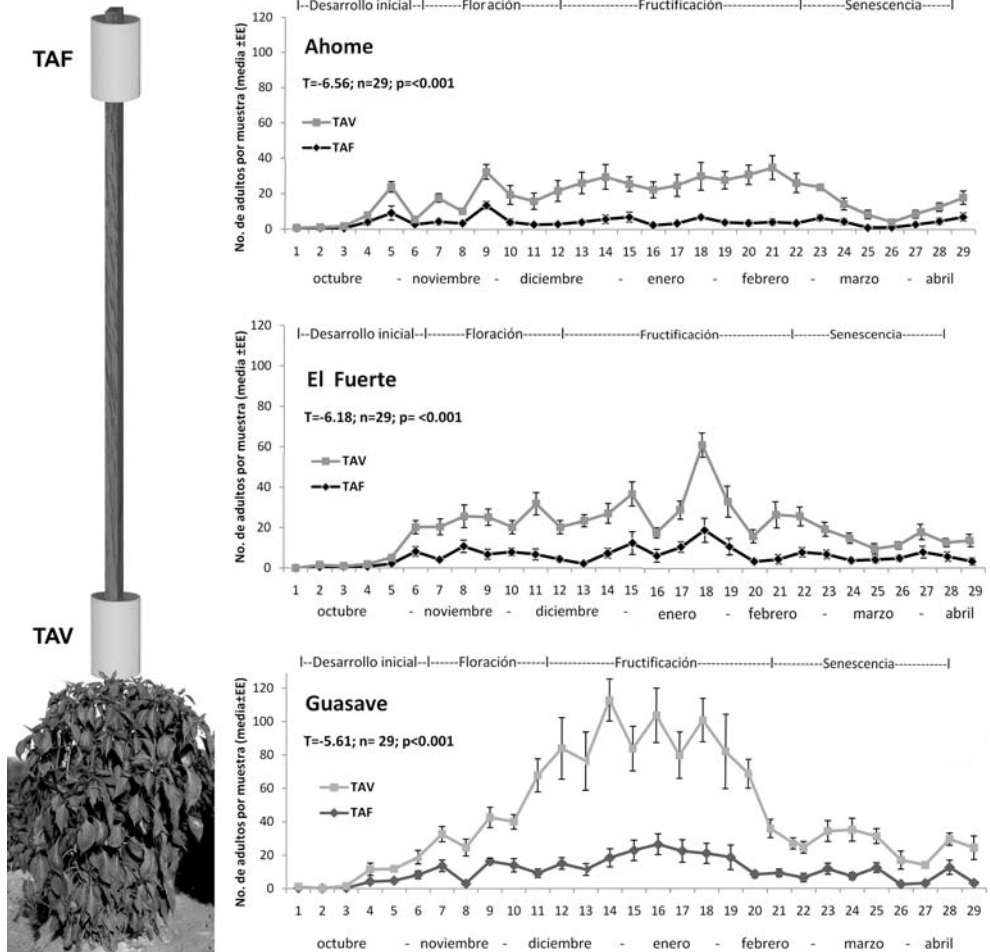 TAF
TAV
I--Desarrollo inicial-I-----Floración------I-----------------Fructificación-----------------I--------Senescencia-------I
Ahome
T=-6.56; n=29; p=<0.001
TAV
TAF
No. de adultos por muestra (media ±EE)
120
100
80
60
40
20
0
1 2 3 4 5 6 7 8 9 10 11 12 13 14 15 16 17 18 19 20 21 22 23 24 25 26 27 28 29
octubre - noviembre - diciembre - enero - febrero - marzo - abril
I--Desarrollo inicial--I-----Floración------I-----------------Fructificación-----------------I--------Senescencia-------I
El Fuerte
T=-6.18; n=29; p= <0.001
TAV
TAF
No. de adultos por muestra (media ±EE)
120
100
80
60
40
20
0
1 2 3 4 5 6 7 8 9 10 11 12 13 14 15 16 17 18 19 20 21 22 23 24 25 26 27 28 29
octubre - noviembre - diciembre - enero - febrero - marzo - abril
I--Desarrollo inicial--I-----Floración-----I-----------------Fructificación-----------------I--------Senescencia-------I
Guasave
T=-5.61; n= 29; p<0.001
TAV
TAF
No. de adultos por muestra (media±EE)
120
100
80
60
40
20
0
1 2 3 4 5 6 7 8 9 10 11 12 13 14 15 16 17 18 19 20 21 22 23 24 25 26 27 28 29
octubre - noviembre - diciembre - enero - febrero - marzo - abril